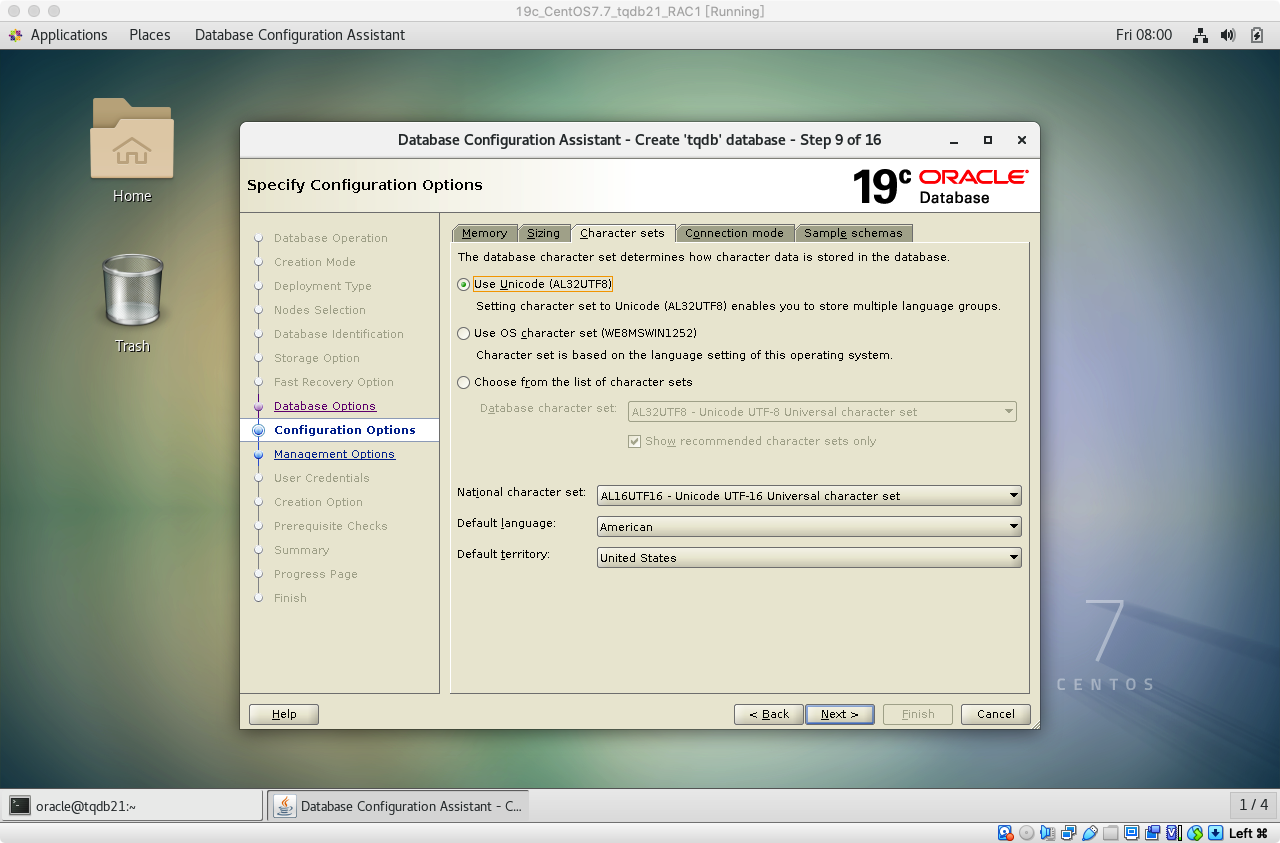 19c_CentOS7.7_tqdb21_RAC1 [Running]
Applications Places Database Configuration Assistant Fri 08:00
Home
Trash
Database Configuration Assistant - Create 'tqdb' database - Step 9 of 16
Specify Configuration Options
19c ORACLE Database
Database Operation
Creation Mode
Deployment Type
Nodes Selection
Database Identification
Storage Option
Fast Recovery Option
Database Options
Configuration Options
Management Options
User Credentials
Creation Option
Prerequisite Checks
Summary
Progress Page
Finish
Memory Sizing Character sets Connection mode Sample schemas
The database character set determines how character data is stored in the database.
Use Unicode (AL32UTF8)
Setting character set to Unicode (AL32UTF8) enables you to store multiple language groups.
Use OS character set (WE8MSWIN1252)
Character set is based on the language setting of this operating system.
Choose from the list of character sets
Database character set: AL32UTF8 - Unicode UTF-8 Universal character set
Show recommended character sets only
National character set: AL16UTF16 - Unicode UTF-16 Universal character set
Default language: American
Default territory: United States
Help < Back Next > Finish Cancel
7
CENTOS
oracle@tqdb21:~ Database Configuration Assistant - C... 1 / 4
Left ⌘